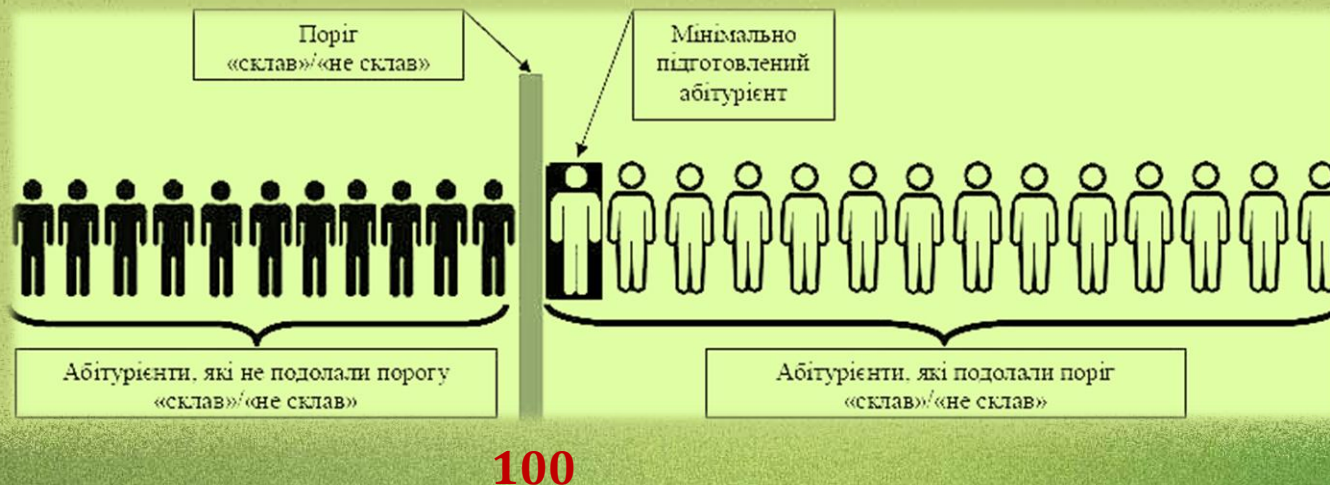 Поріг
«склав»/«не склав»
Мінімально
підготовлений
абітурієнт
Абітурієнти, які не подолали порогу
«склав»/«не склав»
Абітурієнти, які подолали поріг
«склав»/«не склав»
100